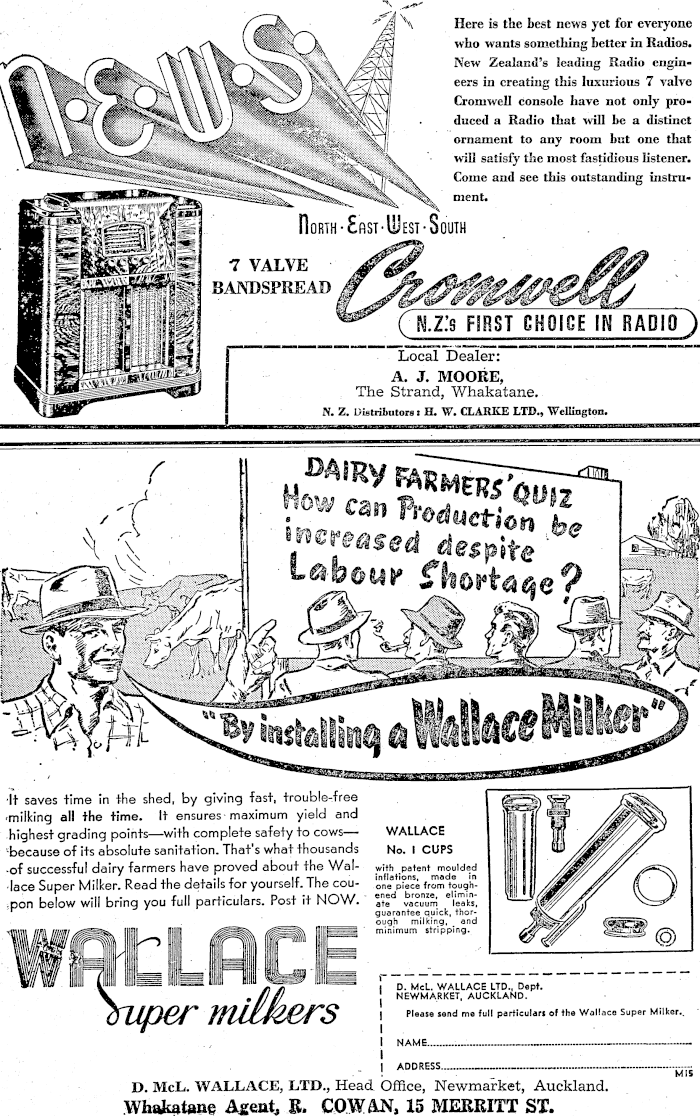 N·E·W·S·
Here is the best news yet for everyone
who wants something better in Radios.
New Zealand's leading Radio engin-
eers in creating this luxurious 7 valve
Cromwell console have not only pro-
duced a Radio that will be a distinct
ornament to any room but one that
will satisfy the most fastidious listener.
Come and see this outstanding instru-
ment.
NORTH · EAST · WEST · SOUTH
7 VALVE
BANDSPREAD
Cromwell
N.Z.'s FIRST CHOICE IN RADIO
Local Dealer:
A. J. MOORE,
The Strand, Whakatane.
N. Z. Distributors: H. W. CLARKE LTD., Wellington.
DAIRY FARMERS' QUIZ
How can Production be
increased despite
Labour Shortage?
"By installing a Wallace Milker"
It saves time in the shed, by giving fast, trouble-free
milking all the time. It ensures maximum yield and
highest grading points—with complete safety to cows—
because of its absolute sanitation. That's what thousands
of successful dairy farmers have proved about the Wal-
lace Super Milker. Read the details for yourself. The cou-
pon below will bring you full particulars. Post it NOW.
WALLACE
Super milkers
WALLACE
No. 1 CUPS
with patent moulded
inflations, made in
one piece from tough-
ened bronze, elimin-
ate vacuum leaks,
guarantee quick, thor-
ough milking, and
minimum stripping.
D. McL. WALLACE LTD., Dept.
NEWMARKET, AUCKLAND.
Please send me full particulars of the Wallace Super Milker.
NAME
ADDRESS
M15
D. McL. WALLACE, LTD., Head Office, Newmarket, Auckland.
Whakatane Agent, R. COWAN, 15 MERRITT ST.